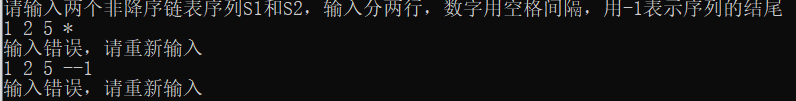 请输入两个非降序链表序列S1和S2，输入分两行，数字用空格间隔，用-1表示序列的结尾
1 2 5 *
输入错误，请重新输入
1 2 5 --1
输入错误，请重新输入